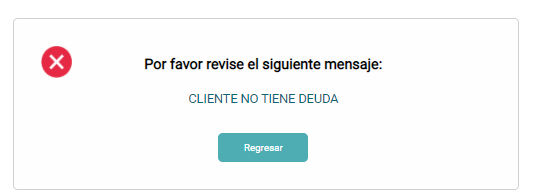 Por favor revise el siguiente mensaje:
CLIENTE NO TIENE DEUDA
Regresar